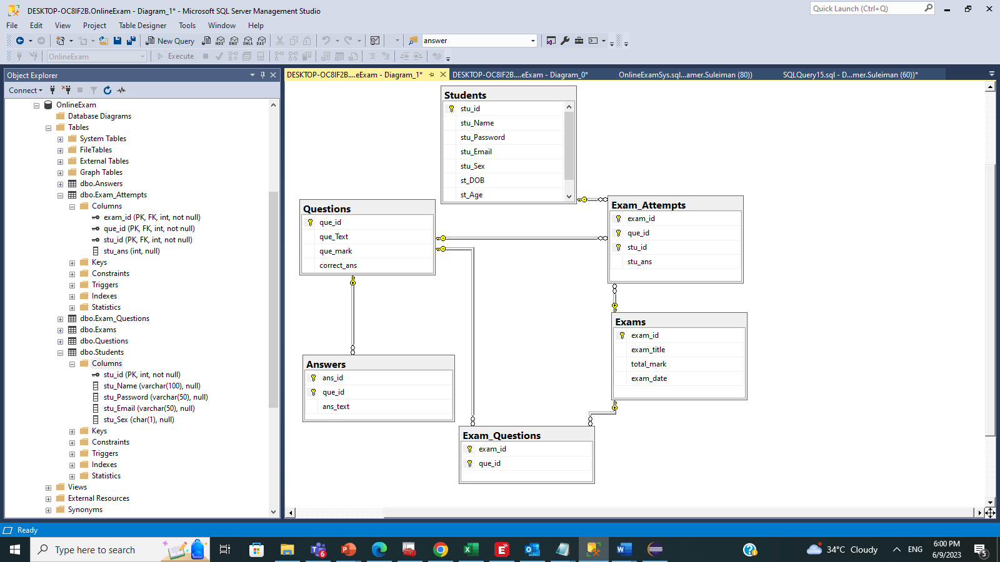 DESKTOP-OC8IF2B.OnlineExam - Diagram_1* - Microsoft SQL Server Management Studio
Quick Launch (Ctrl+Q)
File Edit View Project Table Designer Tools Window Help
New Query MDX DMX XMLA DAX answer
OnlineExam Execute
Object Explorer
Connect
OnlineExam
Database Diagrams
Tables
System Tables
FileTables
External Tables
Graph Tables
dbo.Answers
dbo.Exam_Attempts
Columns
exam_id (PK, FK, int, not null)
que_id (PK, FK, int, not null)
stu_id (PK, FK, int, not null)
stu_ans (int, null)
Keys
Constraints
Triggers
Indexes
Statistics
dbo.Exam_Questions
dbo.Exams
dbo.Questions
dbo.Students
Columns
stu_id (PK, int, not null)
stu_Name (varchar(100), null)
stu_Password (varchar(50), null)
stu_Email (varchar(50), null)
stu_Sex (char(1), null)
Keys
Constraints
Triggers
Indexes
Statistics
Views
External Resources
Synonyms
DESKTOP-OC8IF2B....eExam - Diagram_1* DESKTOP-OC8IF2B....eExam - Diagram_0* OnlineExamSys.sql...amer.Suleiman (80)) SQLQuery15.sql - D...mer.Suleiman (60))*
Students
stu_id
stu_Name
stu_Password
stu_Email
stu_Sex
st_DOB
st_Age
Questions
que_id
que_Text
que_mark
correct_ans
Exam_Attempts
exam_id
que_id
stu_id
stu_ans
Exams
exam_id
exam_title
total_mark
exam_date
Answers
ans_id
que_id
ans_text
Exam_Questions
exam_id
que_id
Ready
Type here to search
6
34°C Cloudy
ENG
6:00 PM
6/9/2023
5